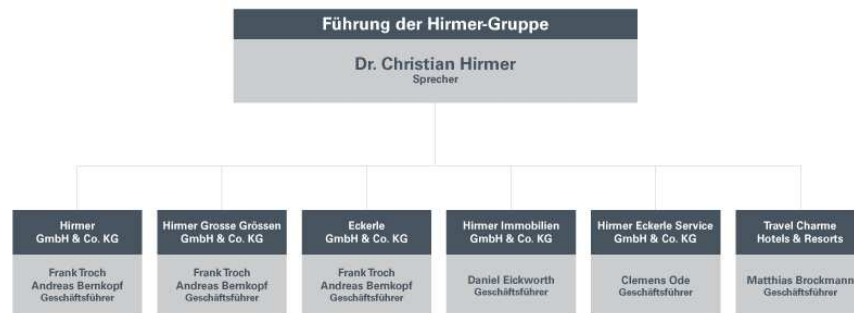 Führung der Hirmer-Gruppe
Dr. Christian Hirmer
Sprecher
Hirmer
GmbH & Co. KG
Frank Troch
Andreas Bernkopf
Geschäftsführer
Hirmer Grosse Grössen
GmbH & Co. KG
Frank Troch
Andreas Bernkopf
Geschäftsführer
Eckerle
GmbH & Co. KG
Frank Troch
Andreas Bernkopf
Geschäftsführer
Hirmer Immobilien
GmbH & Co. KG
Daniel Eickworth
Geschäftsführer
Hirmer Eckerle Service
GmbH & Co. KG
Clemens Ode
Geschäftsführer
Travel Charme
Hotels & Resorts
Matthias Brockmann
Geschäftsführer